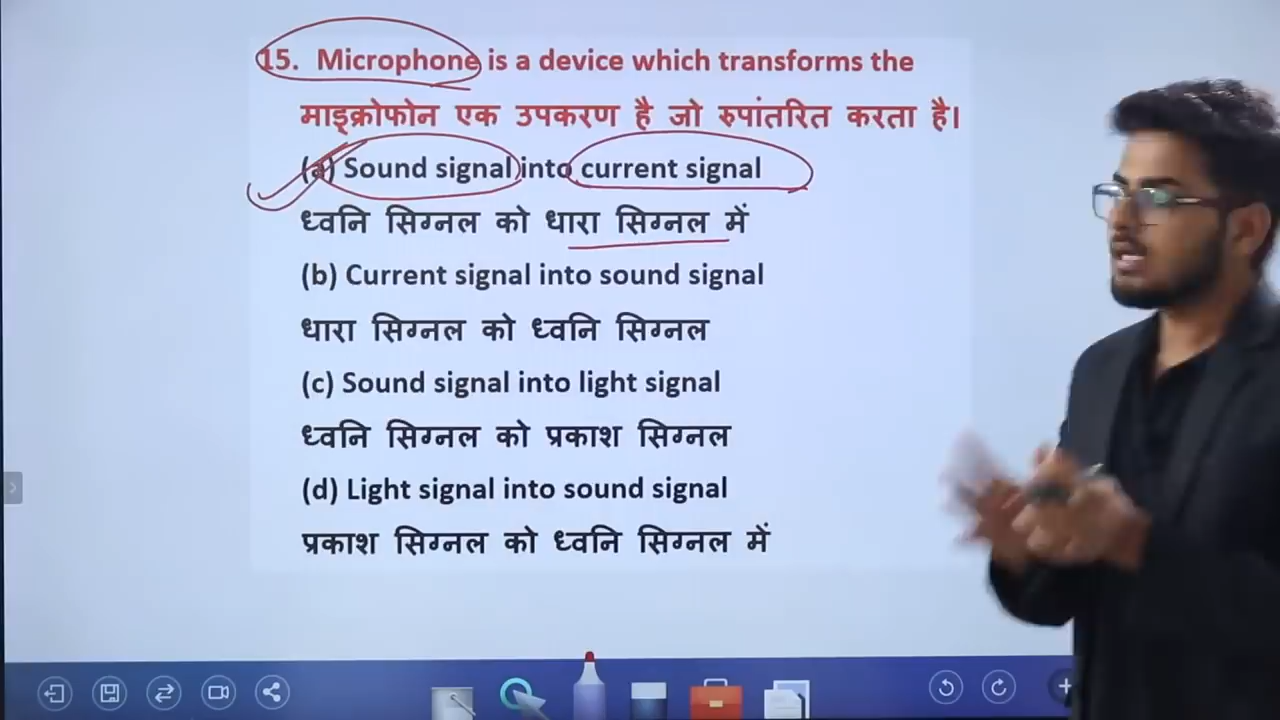 15. Microphone is a device which transforms the
माइक्रोफोन एक उपकरण है जो रुपांतरित करता है।
(a) Sound signal into current signal
ध्वनि सिग्नल को धारा सिग्नल में
(b) Current signal into sound signal
धारा सिग्नल को ध्वनि सिग्नल
(c) Sound signal into light signal
ध्वनि सिग्नल को प्रकाश सिग्नल
(d) Light signal into sound signal
प्रकाश सिग्नल को ध्वनि सिग्नल में